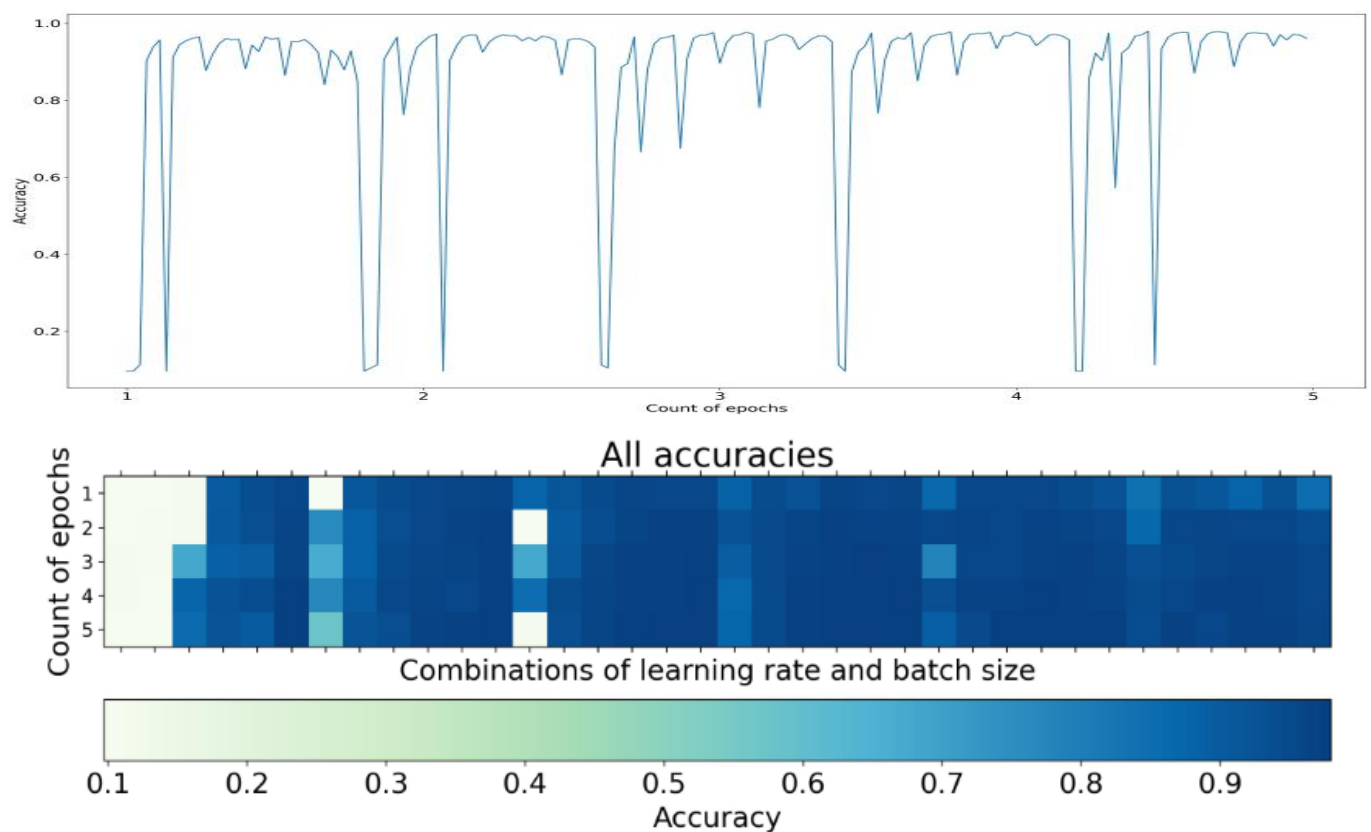 1.0
0.8
0.6
0.4
0.2
Accuracy
1 2 3 4 5
Count of epochs
All accuracies
Count of epochs
1
2
3
4
5
Combinations of learning rate and batch size
0.1 0.2 0.3 0.4 0.5 0.6 0.7 0.8 0.9
Accuracy